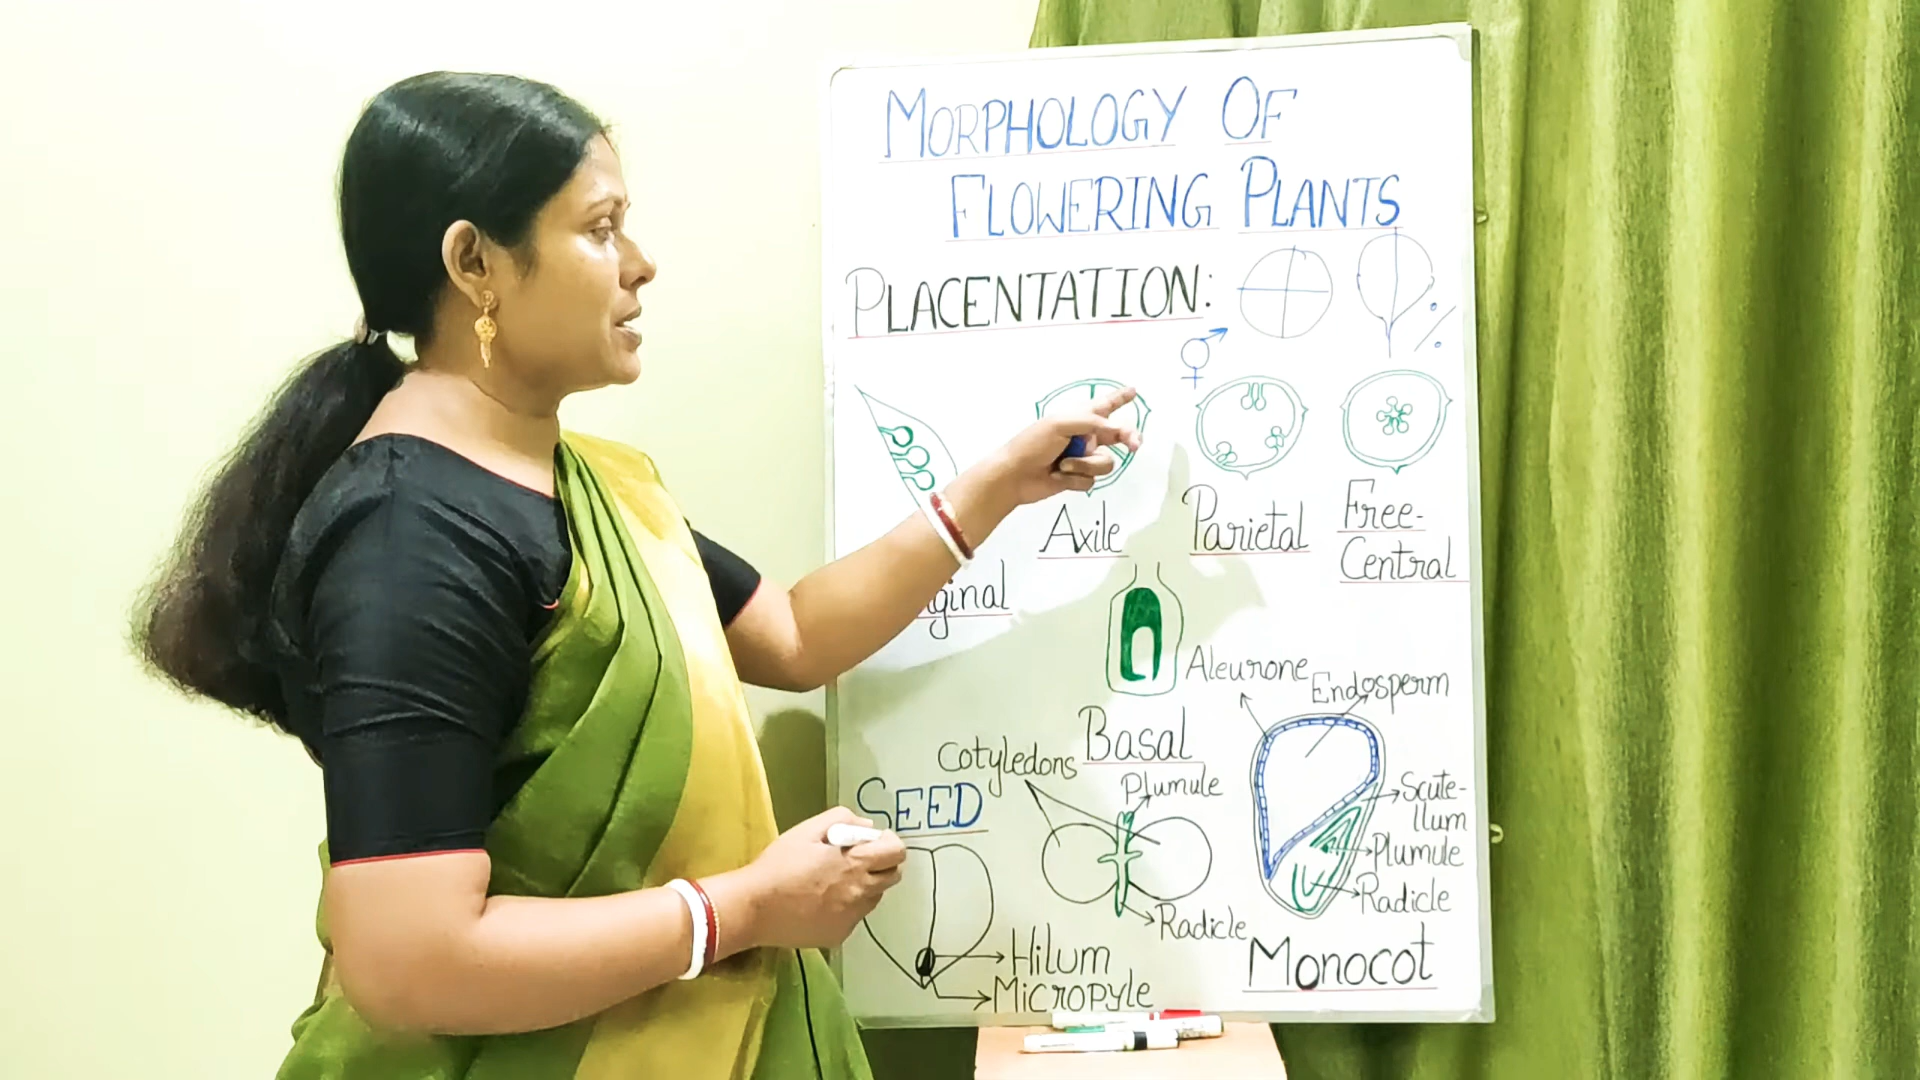 MORPHOLOGY OF
FLOWERING PLANTS
PLACENTATION:
Axile
Parietal
Free-
Central
Aleurone
Endosperm
Basal
Cotyledons
Plumule
SEED
Scute-
llum
Plumule
Radicle
Radicle
Hilum
Micropyle
Monocot